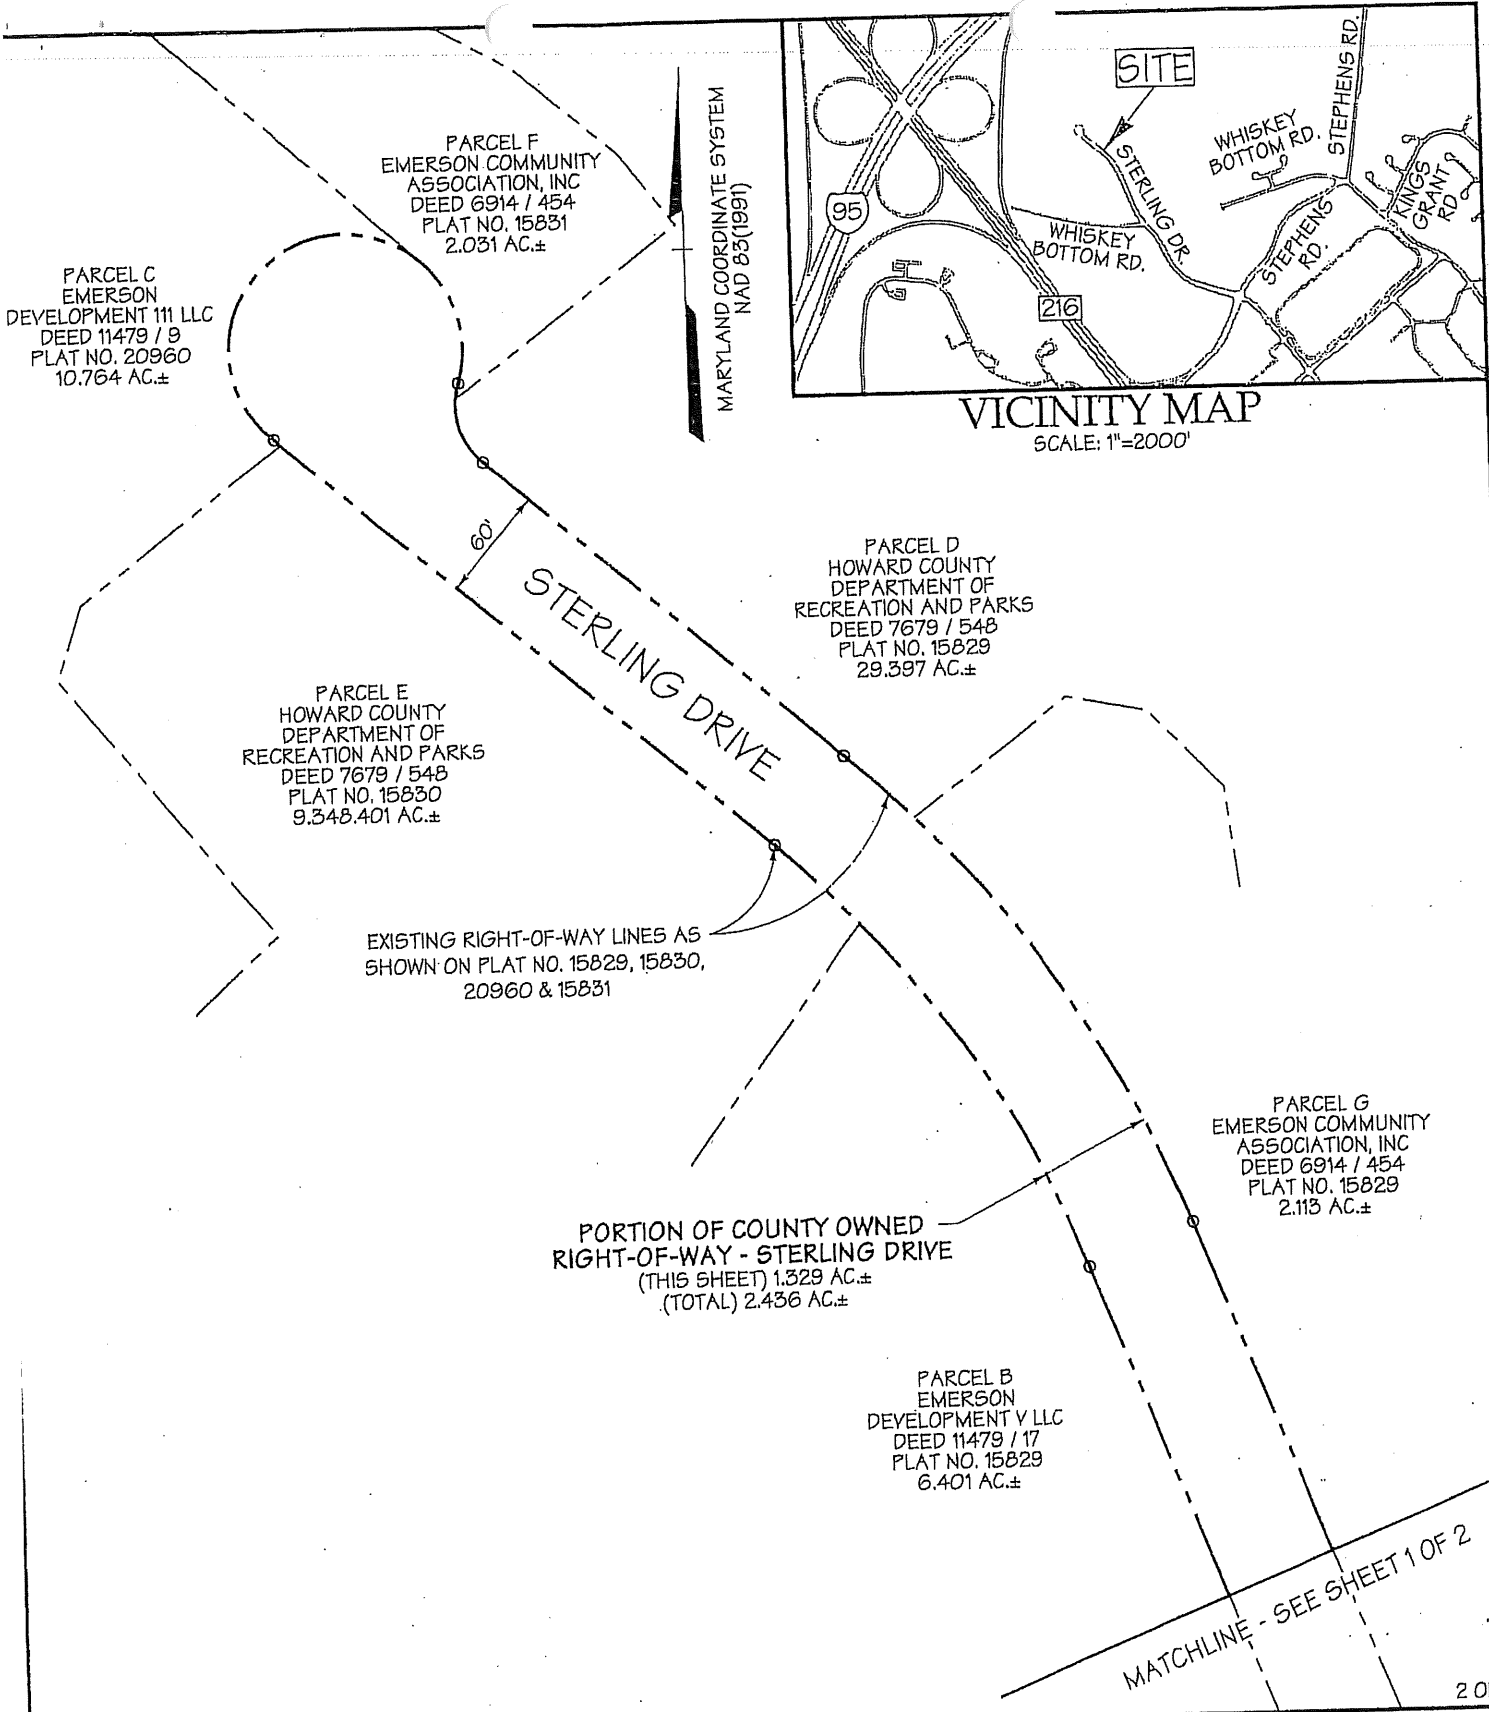 PARCEL F
EMERSON COMMUNITY
ASSOCIATION, INC
DEED 6914 / 454
PLAT NO. 15831
2.031 AC.±
PARCEL C
EMERSON
DEVELOPMENT 111 LLC
DEED 11479 / 9
PLAT NO. 20960
10.764 AC.±
MARYLAND COORDINATE SYSTEM
NAD 83(1991)
SITE
STERLING DR.
WHISKEY
BOTTOM RD.
STEPHENS RD.
KINGS
GRANT
RD
STEPHENS
RD.
WHISKEY
BOTTOM RD.
95
216
VICINITY MAP
SCALE: 1"=2000'
60'
STERLING DRIVE
PARCEL D
HOWARD COUNTY
DEPARTMENT OF
RECREATION AND PARKS
DEED 7679 / 548
PLAT NO. 15829
29.397 AC.±
PARCEL E
HOWARD COUNTY
DEPARTMENT OF
RECREATION AND PARKS
DEED 7679 / 548
PLAT NO. 15830
9.348.401 AC.±
EXISTING RIGHT-OF-WAY LINES AS
SHOWN ON PLAT NO. 15829, 15830,
20960 & 15831
PARCEL G
EMERSON COMMUNITY
ASSOCIATION, INC
DEED 6914 / 454
PLAT NO. 15829
2.113 AC.±
PORTION OF COUNTY OWNED
RIGHT-OF-WAY - STERLING DRIVE
(THIS SHEET) 1.329 AC.±
(TOTAL) 2.436 AC.±
PARCEL B
EMERSON
DEVELOPMENT V LLC
DEED 11479 / 17
PLAT NO. 15829
6.401 AC.±
MATCHLINE - SEE SHEET 1 OF 2
2